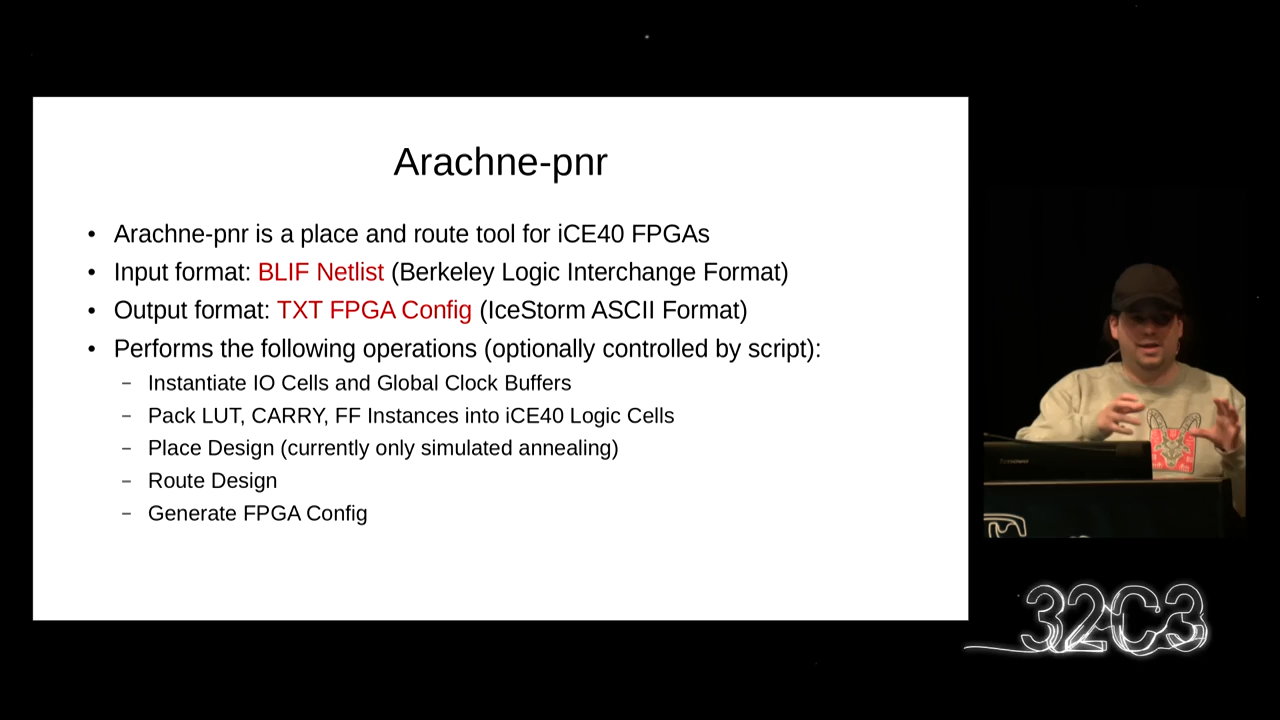 Arachne-pnr
• Arachne-pnr is a place and route tool for iCE40 FPGAs
• Input format: BLIF Netlist (Berkeley Logic Interchange Format)
• Output format: TXT FPGA Config (IceStorm ASCII Format)
• Performs the following operations (optionally controlled by script):
– Instantiate IO Cells and Global Clock Buffers
– Pack LUT, CARRY, FF Instances into iCE40 Logic Cells
– Place Design (currently only simulated annealing)
– Route Design
– Generate FPGA Config
lenovo
32C3